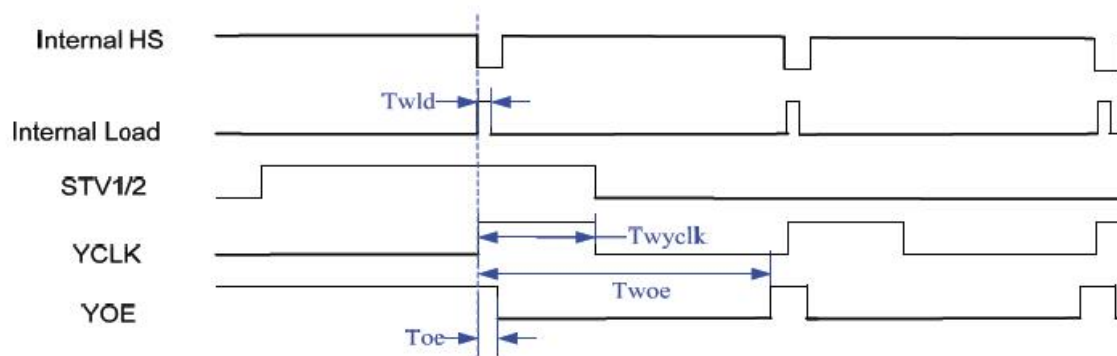 Internal HS
Twld
Internal Load
STV1/2
Twyclk
YCLK
Twoe
YOE
Toe